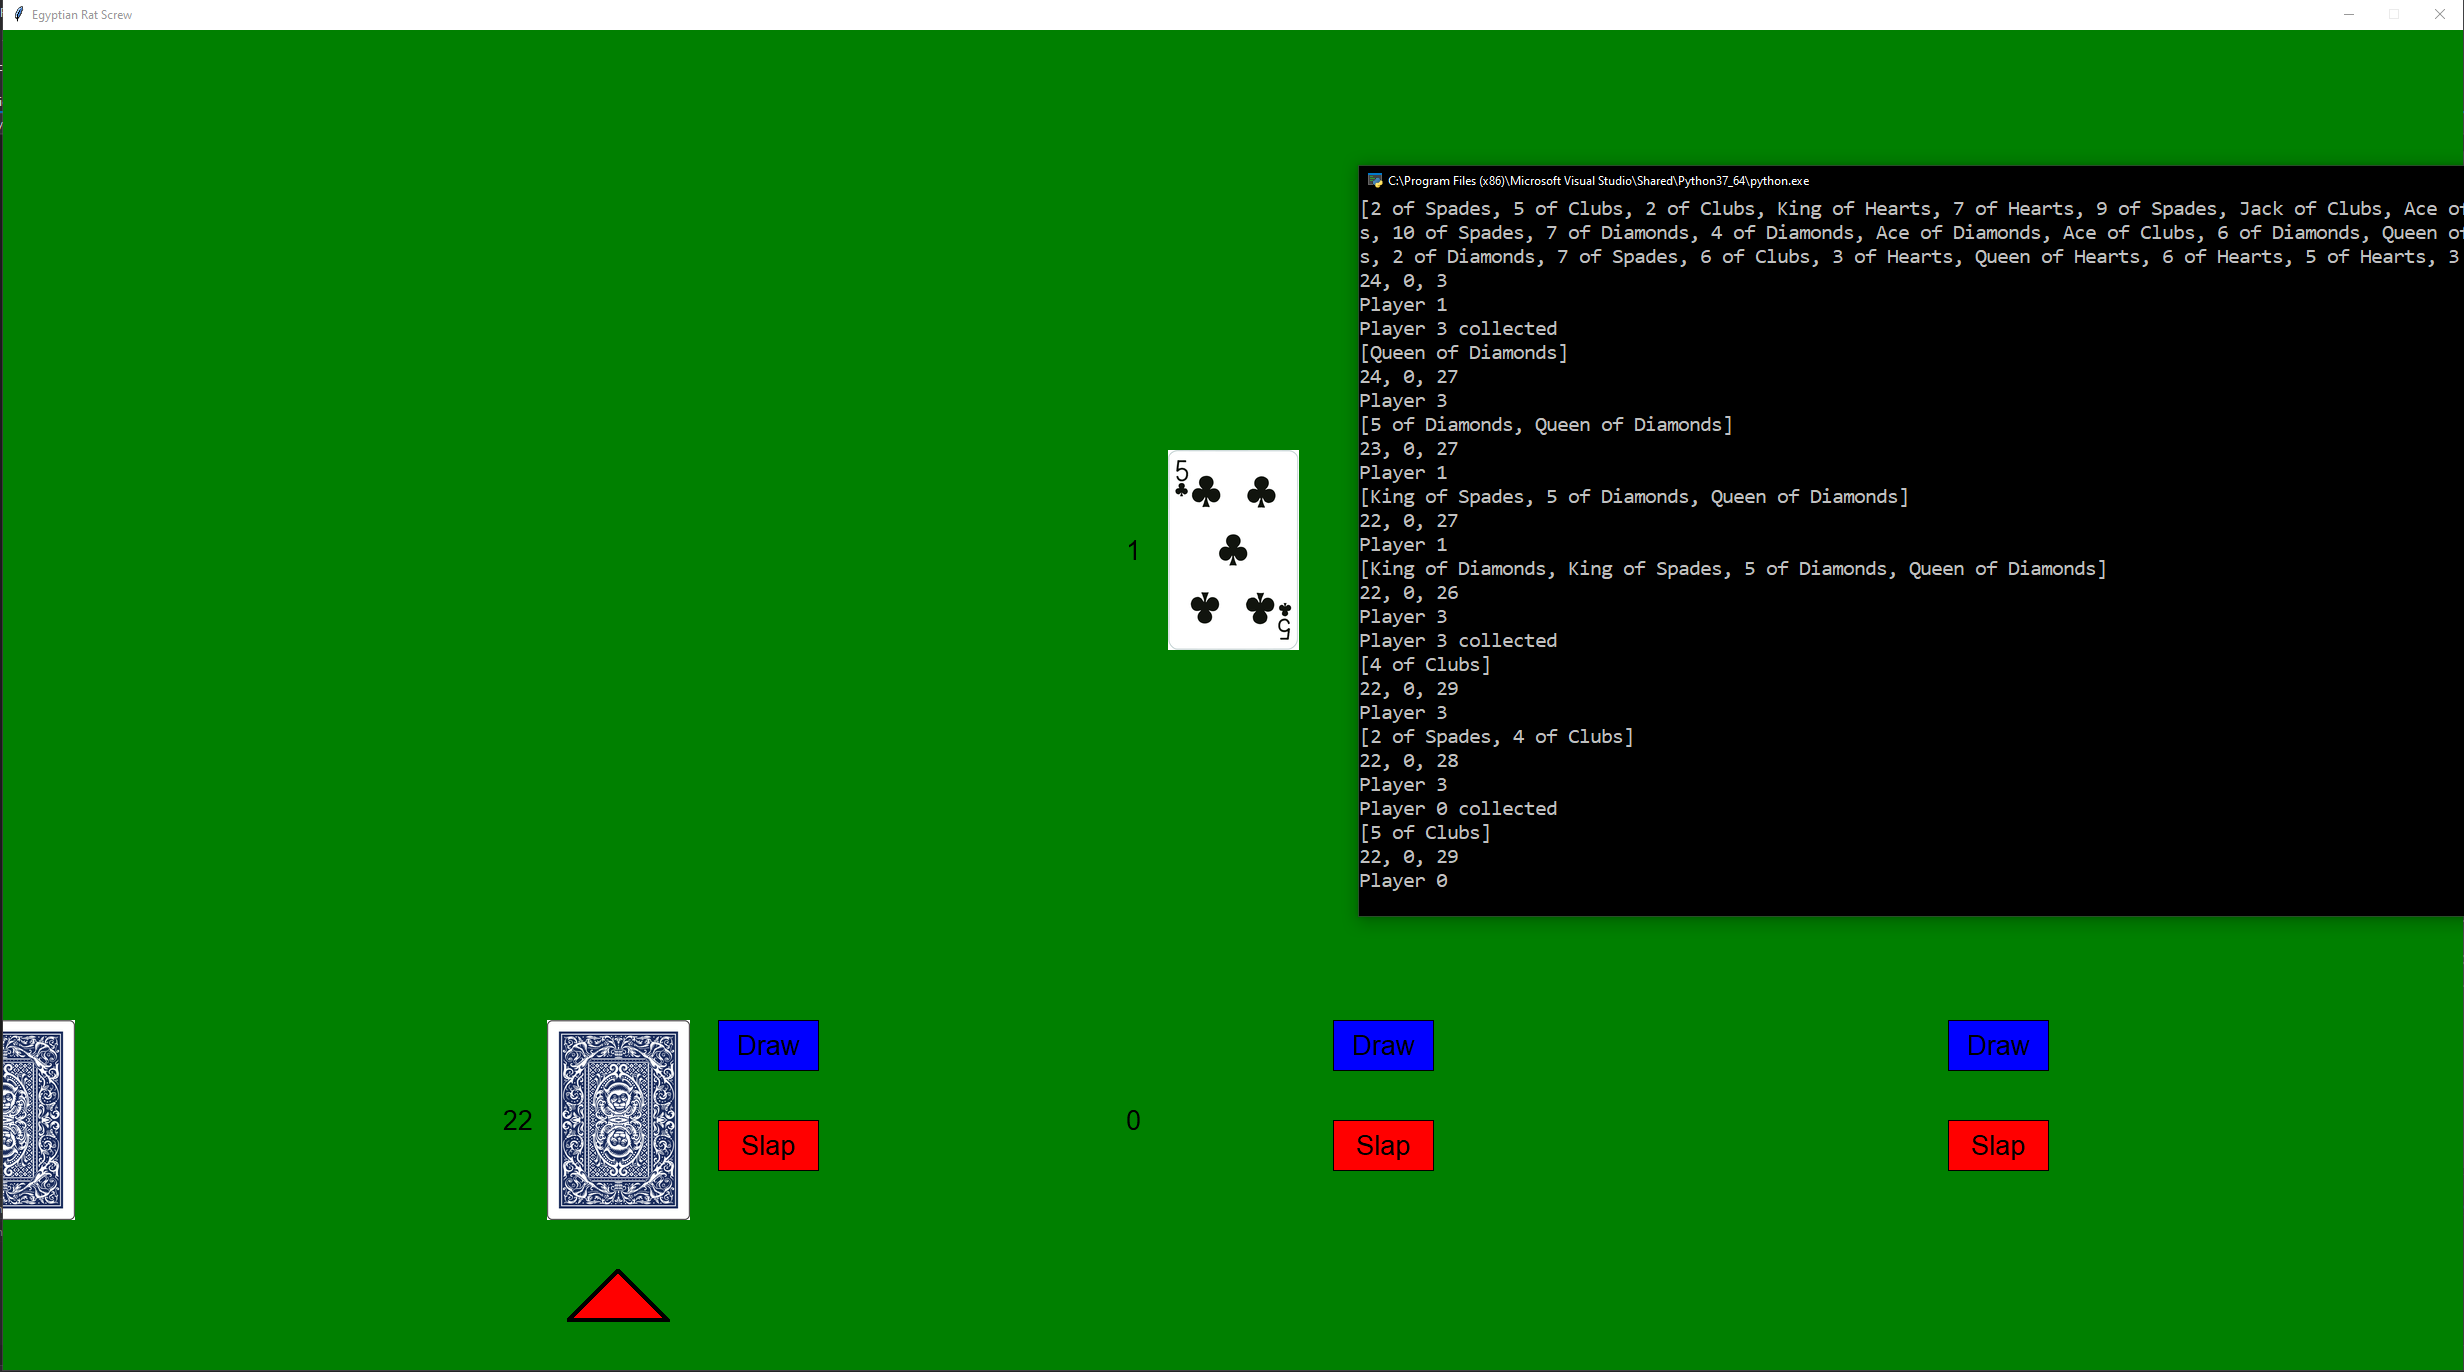 Egyptian Rat Screw
C:\Program Files (x86)\Microsoft Visual Studio\Shared\Python37_64\python.exe
[2 of Spades, 5 of Clubs, 2 of Clubs, King of Hearts, 7 of Hearts, 9 of Spades, Jack of Clubs, Ace of
s, 10 of Spades, 7 of Diamonds, 4 of Diamonds, Ace of Diamonds, Ace of Clubs, 6 of Diamonds, Queen of
s, 2 of Diamonds, 7 of Spades, 6 of Clubs, 3 of Hearts, Queen of Hearts, 6 of Hearts, 5 of Hearts, 3
24, 0, 3
Player 1
Player 3 collected
[Queen of Diamonds]
24, 0, 27
Player 3
[5 of Diamonds, Queen of Diamonds]
23, 0, 27
Player 1
[King of Spades, 5 of Diamonds, Queen of Diamonds]
22, 0, 27
Player 1
[King of Diamonds, King of Spades, 5 of Diamonds, Queen of Diamonds]
22, 0, 26
Player 3
Player 3 collected
[4 of Clubs]
22, 0, 29
Player 3
[2 of Spades, 4 of Clubs]
22, 0, 28
Player 3
Player 0 collected
[5 of Clubs]
22, 0, 29
Player 0
5
1
5
Draw
Draw
Draw
22
0
Slap
Slap
Slap